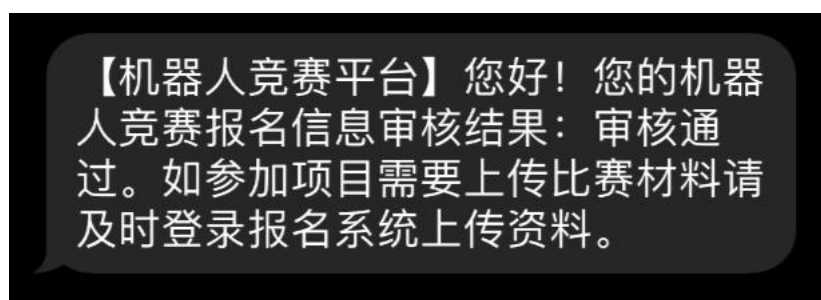 【机器人竞赛平台】您好！您的机器
人竞赛报名信息审核结果：审核通
过。如参加项目需要上传比赛材料请
及时登录报名系统上传资料。